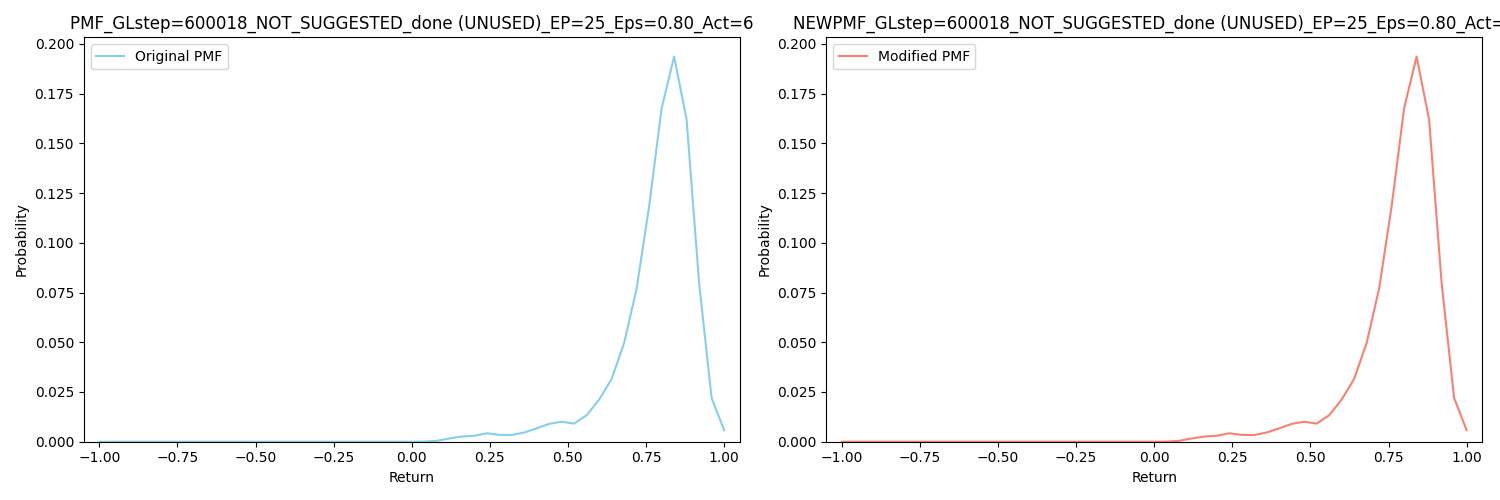 PMF_GLstep=600018_NOT_SUGGESTED_done (UNUSED)_EP=25_Eps=0.80_Act=6
Original PMF
0.200
0.175
0.150
0.125
0.100
0.075
0.050
0.025
0.000
Probability
−1.00 −0.75 −0.50 −0.25 0.00 0.25 0.50 0.75 1.00
Return
NEWPMF_GLstep=600018_NOT_SUGGESTED_done (UNUSED)_EP=25_Eps=0.80_Act=
Modified PMF
0.200
0.175
0.150
0.125
0.100
0.075
0.050
0.025
0.000
Probability
−1.00 −0.75 −0.50 −0.25 0.00 0.25 0.50 0.75 1.00
Return